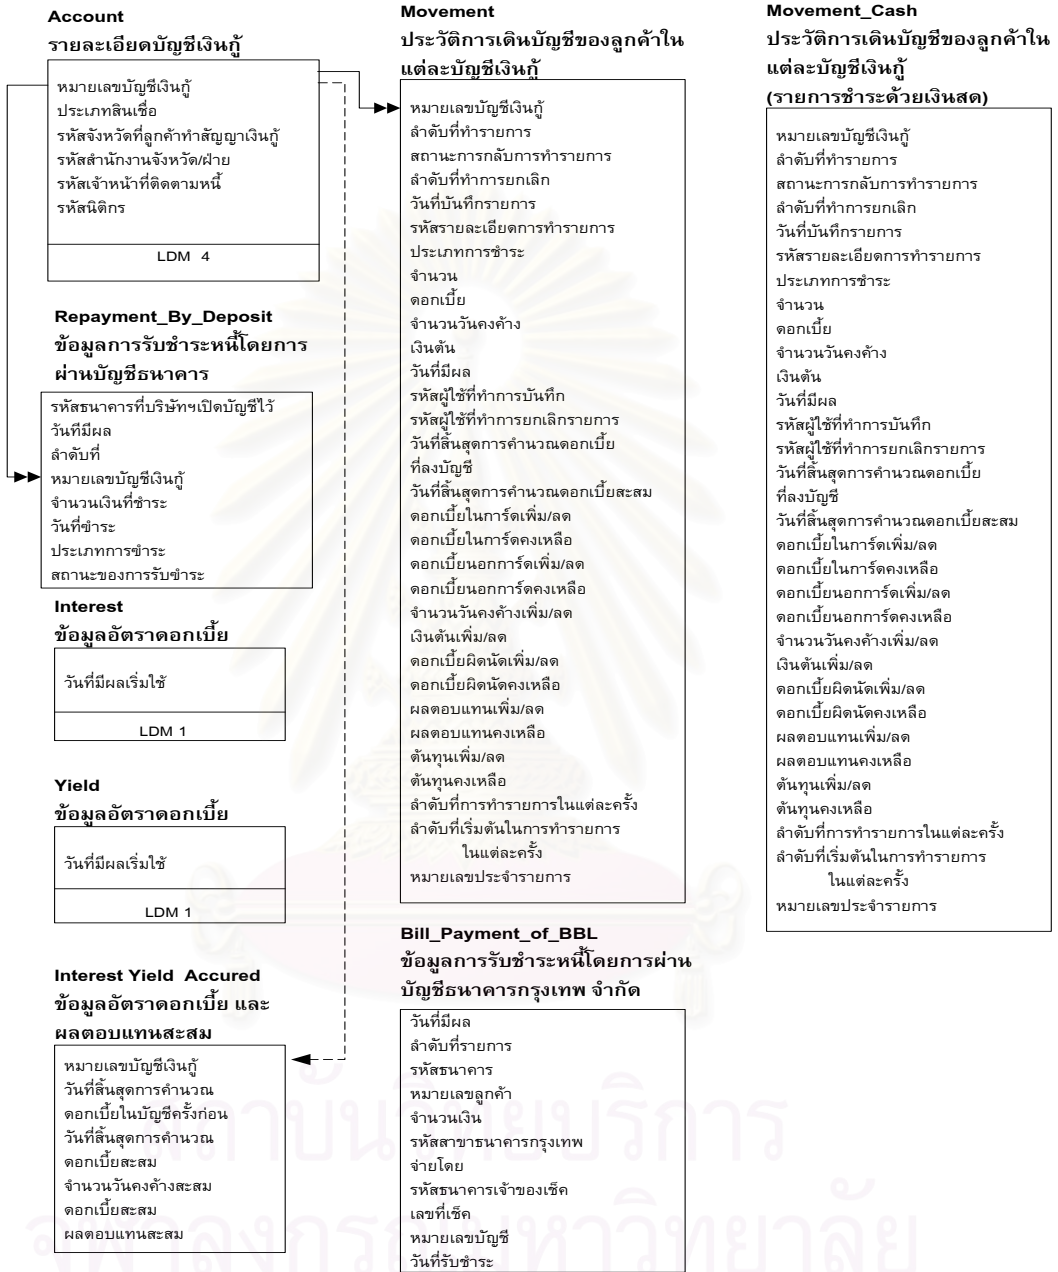 Account
รายละเอียดบัญชีเงินกู้
หมายเลขบัญชีเงินกู้
ประเภทสินเชื่อ
รหัสจังหวัดที่ลูกค้าทำสัญญาเงินกู้
รหัสสำนักงานจังหวัด/ฝ่าย
รหัสเจ้าหน้าที่ติดตามหนี้
รหัสนิติกร
LDM 4
Repayment_By_Deposit
ข้อมูลการรับชำระหนี้โดยการ
ผ่านบัญชีธนาคาร
รหัสธนาคารที่บริษัทฯเปิดบัญชีไว้
วันทีมีผล
ลำดับที่
หมายเลขบัญชีเงินกู้
จำนวนเงินที่ชำระ
วันที่ชำระ
ประเภทการชำระ
สถานะของการรับชำระ
Interest
ข้อมูลอัตราดอกเบี้ย
วันที่มีผลเริ่มใช้
LDM 1
Yield
ข้อมูลอัตราดอกเบี้ย
วันที่มีผลเริ่มใช้
LDM 1
Interest Yield Accured
ข้อมูลอัตราดอกเบี้ย และ
ผลตอบแทนสะสม
หมายเลขบัญชีเงินกู้
วันที่สิ้นสุดการคำนวณ
ดอกเบี้ยในบัญชีครั้งก่อน
วันที่สิ้นสุดการคำนวณ
ดอกเบี้ยสะสม
จำนวนวันคงค้างสะสม
ดอกเบี้ยสะสม
ผลตอบแทนสะสม
Movement
ประวัติการเดินบัญชีของลูกค้าใน
แต่ละบัญชีเงินกู้
หมายเลขบัญชีเงินกู้
ลำดับที่ทำรายการ
สถานะการกลับการทำรายการ
ลำดับที่ทำการยกเลิก
วันที่บันทึกรายการ
รหัสรายละเอียดการทำรายการ
ประเภทการชำระ
จำนวน
ดอกเบี้ย
จำนวนวันคงค้าง
เงินต้น
วันที่มีผล
รหัสผู้ใช้ที่ทำการบันทึก
รหัสผู้ใช้ที่ทำการยกเลิกรายการ
วันที่สิ้นสุดการคำนวณดอกเบี้ย
ที่ลงบัญชี
วันที่สิ้นสุดการคำนวณดอกเบี้ยสะสม
ดอกเบี้ยในการ์ดเพิ่ม/ลด
ดอกเบี้ยในการ์ดคงเหลือ
ดอกเบี้ยนอกการ์ดเพิ่ม/ลด
ดอกเบี้ยนอกการ์ดคงเหลือ
จำนวนวันคงค้างเพิ่ม/ลด
เงินต้นเพิ่ม/ลด
ดอกเบี้ยผิดนัดเพิ่ม/ลด
ดอกเบี้ยผิดนัดคงเหลือ
ผลตอบแทนเพิ่ม/ลด
ผลตอบแทนคงเหลือ
ต้นทุนเพิ่ม/ลด
ต้นทุนคงเหลือ
ลำดับที่การทำรายการในแต่ละครั้ง
ลำดับที่เริ่มต้นในการทำรายการ
ในแต่ละครั้ง
หมายเลขประจำรายการ
Bill_Payment_of_BBL
ข้อมูลการรับชำระหนี้โดยการผ่าน
บัญชีธนาคารกรุงเทพ จำกัด
วันที่มีผล
ลำดับที่รายการ
รหัสธนาคาร
หมายเลขลูกค้า
จำนวนเงิน
รหัสสาขาธนาคารกรุงเทพ
จ่ายโดย
รหัสธนาคารเจ้าของเช็ค
เลขที่เช็ค
หมายเลขบัญชี
วันที่รับชำระ
Movement_Cash
ประวัติการเดินบัญชีของลูกค้าใน
แต่ละบัญชีเงินกู้
(รายการชำระด้วยเงินสด)
หมายเลขบัญชีเงินกู้
ลำดับที่ทำรายการ
สถานะการกลับการทำรายการ
ลำดับที่ทำการยกเลิก
วันที่บันทึกรายการ
รหัสรายละเอียดการทำรายการ
ประเภทการชำระ
จำนวน
ดอกเบี้ย
จำนวนวันคงค้าง
เงินต้น
วันที่มีผล
รหัสผู้ใช้ที่ทำการบันทึก
รหัสผู้ใช้ที่ทำการยกเลิกรายการ
วันที่สิ้นสุดการคำนวณดอกเบี้ย
ที่ลงบัญชี
วันที่สิ้นสุดการคำนวณดอกเบี้ยสะสม
ดอกเบี้ยในการ์ดเพิ่ม/ลด
ดอกเบี้ยในการ์ดคงเหลือ
ดอกเบี้ยนอกการ์ดเพิ่ม/ลด
ดอกเบี้ยนอกการ์ดคงเหลือ
จำนวนวันคงค้างเพิ่ม/ลด
เงินต้นเพิ่ม/ลด
ดอกเบี้ยผิดนัดเพิ่ม/ลด
ดอกเบี้ยผิดนัดคงเหลือ
ผลตอบแทนเพิ่ม/ลด
ผลตอบแทนคงเหลือ
ต้นทุนเพิ่ม/ลด
ต้นทุนคงเหลือ
ลำดับที่การทำรายการในแต่ละครั้ง
ลำดับที่เริ่มต้นในการทำรายการ
ในแต่ละครั้ง
หมายเลขประจำรายการ
สถาบันวิทยบริการ
จุฬาลงกรณ์มหาวิทยาลัย